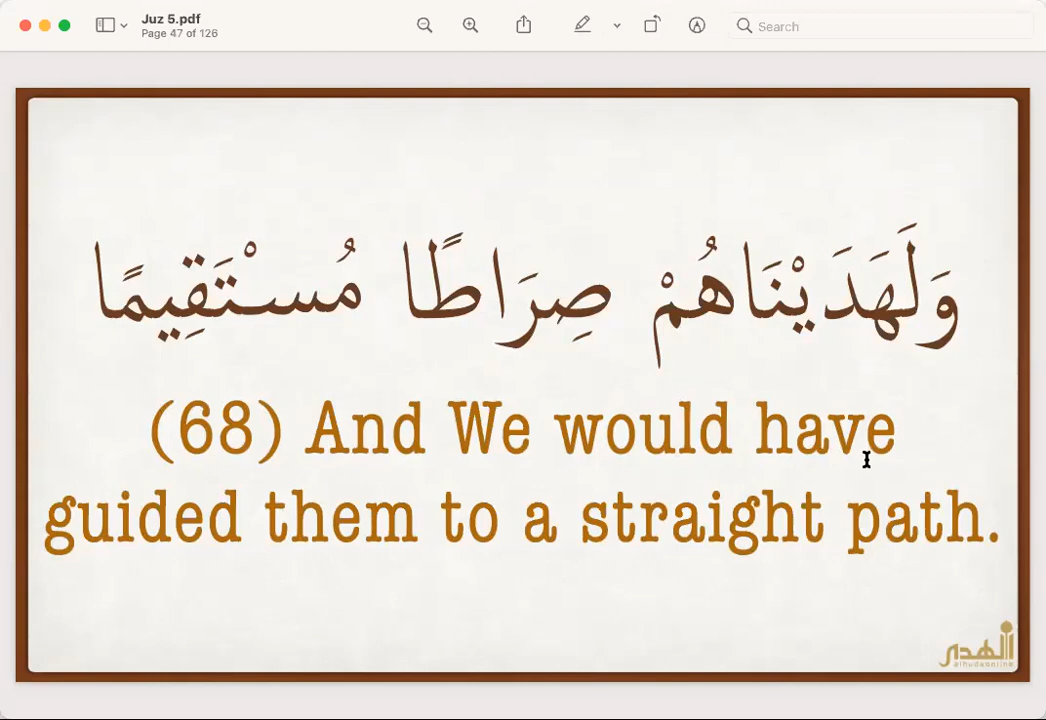 Juz 5.pdf
Page 47 of 126
Search
وَلَهَدَيْنَاهُمْ صِرَاطًا مُسْتَقِيمًا
(68) And We would have
guided them to a straight path.
الهدى
alhudaonline